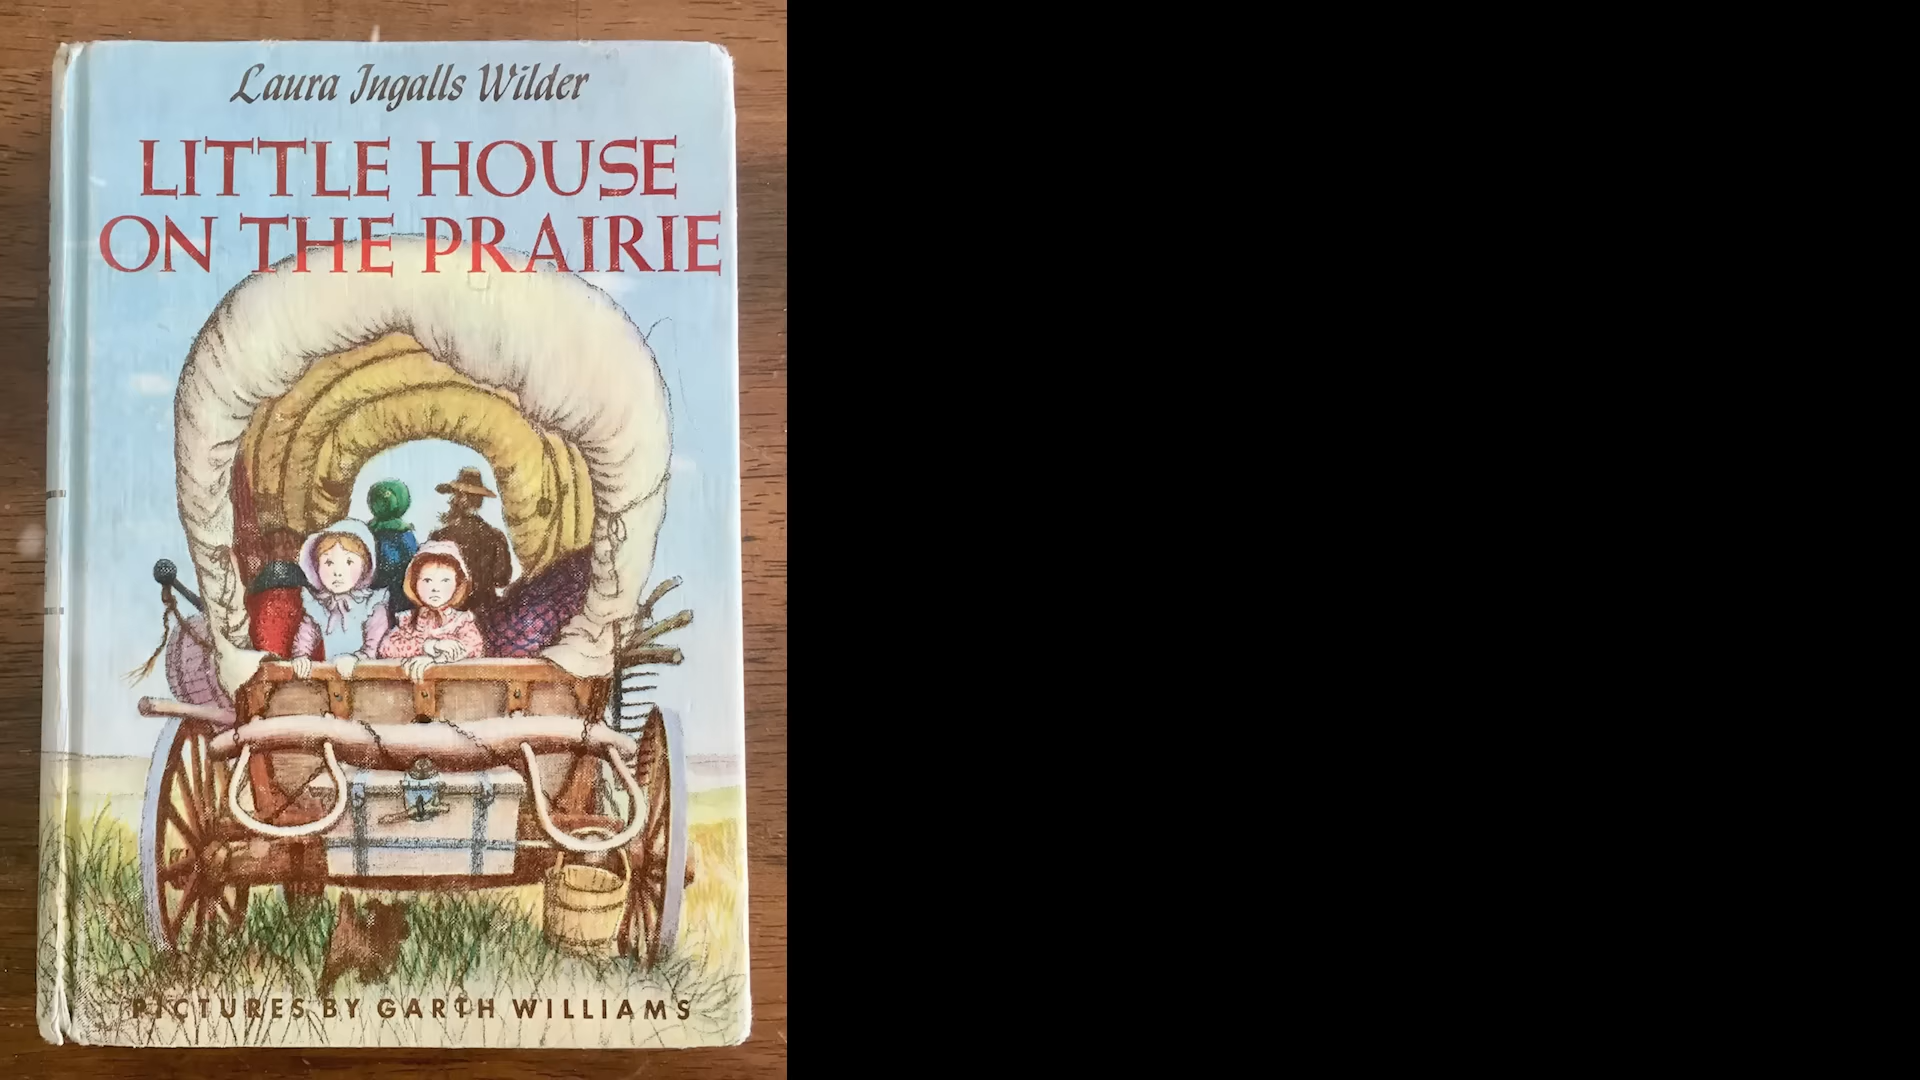 Laura Ingalls Wilder
LITTLE HOUSE
ON THE PRAIRIE
PICTURES BY GARTH WILLIAMS